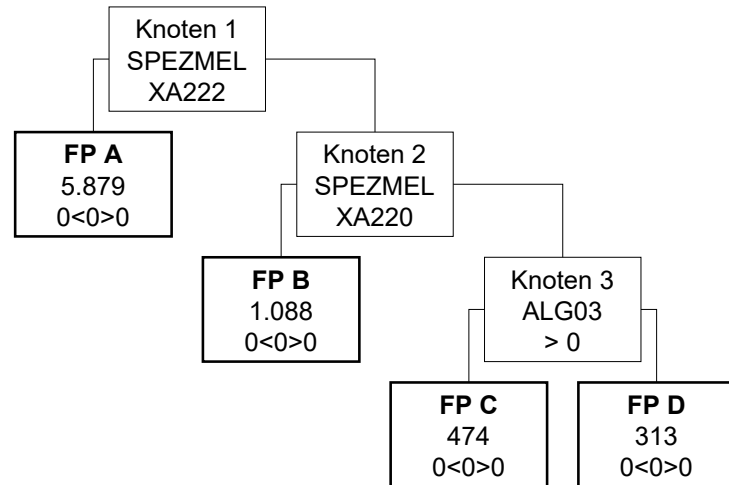 Knoten 1
SPEZMEL
XA222
FP A
5.879
0<0>0
Knoten 2
SPEZMEL
XA220
FP B
1.088
0<0>0
Knoten 3
ALG03
> 0
FP C
474
0<0>0
FP D
313
0<0>0